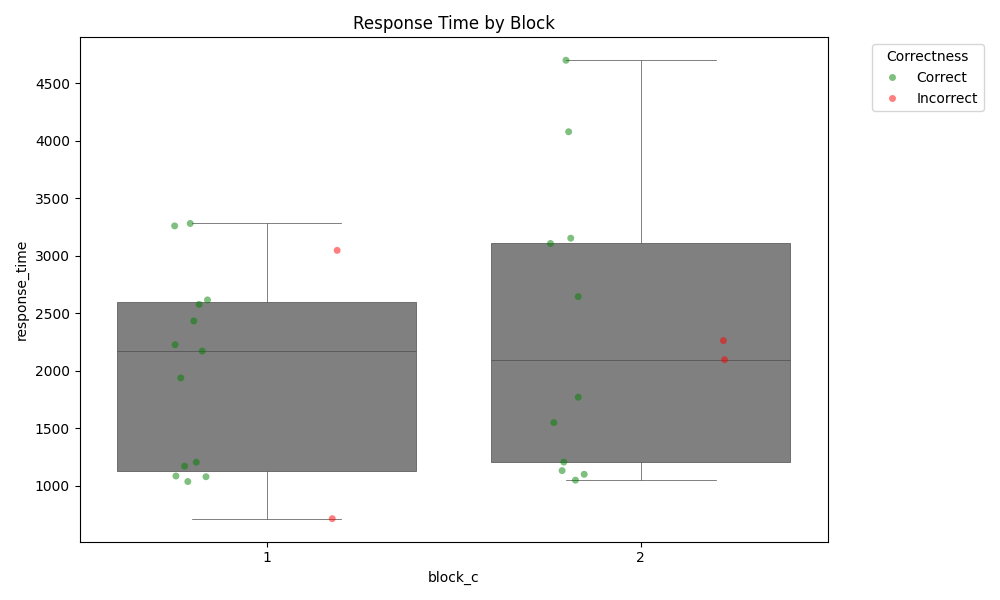 Response Time by Block
Correctness
Correct
Incorrect
4500
4000
3500
3000
2500
2000
1500
1000
response_time
1
2
block_c